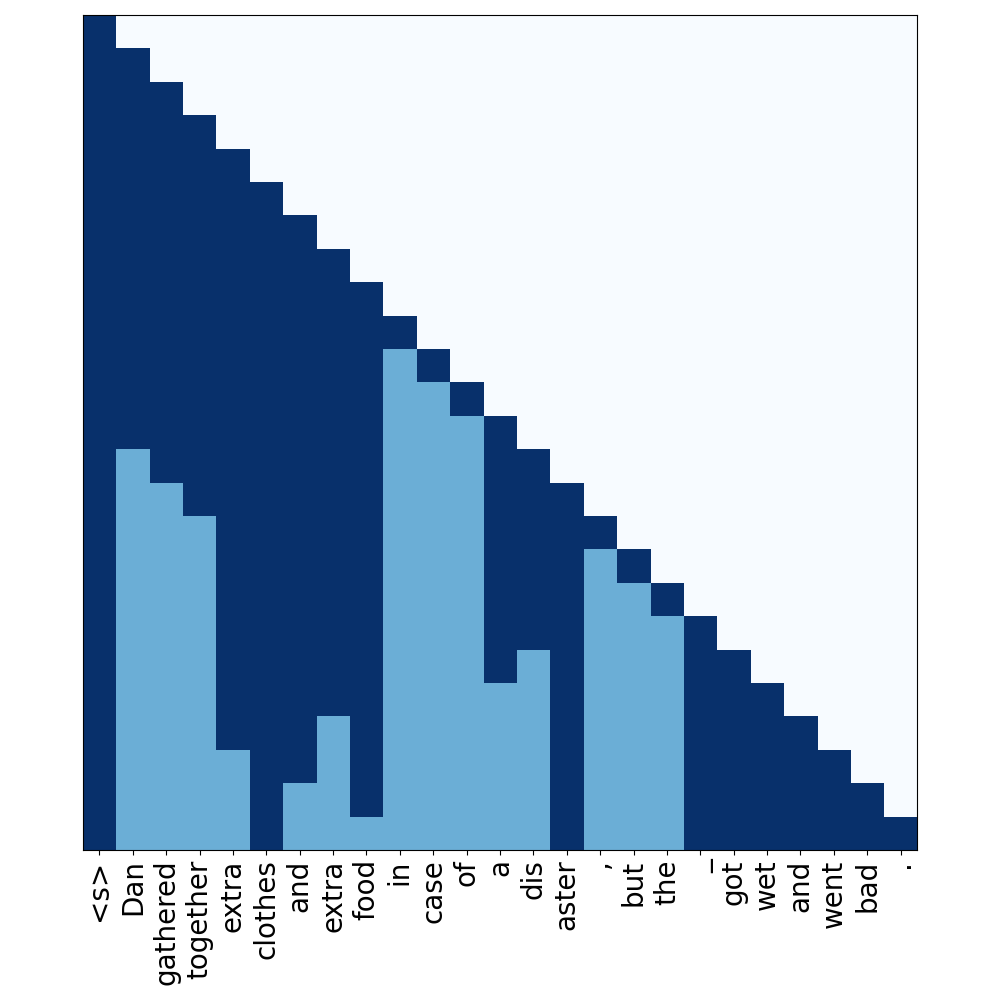 <s> Dan gathered together extra clothes and extra food in case of a dis aster , but the _ got wet and went bad .